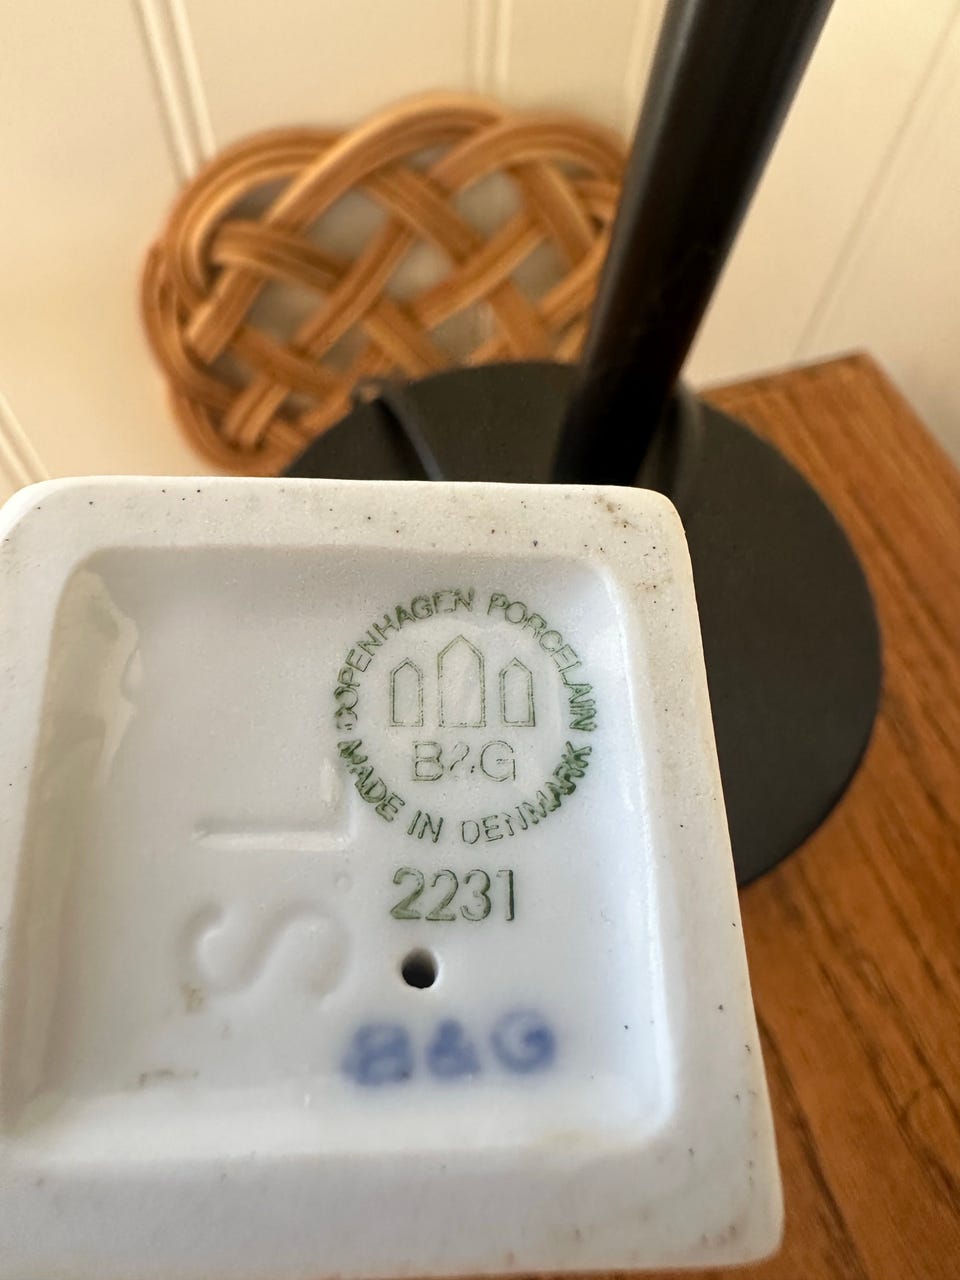 COPENHAGEN PORCELAIN
B&G
MADE IN DENMARK
2231
S.L
B&G